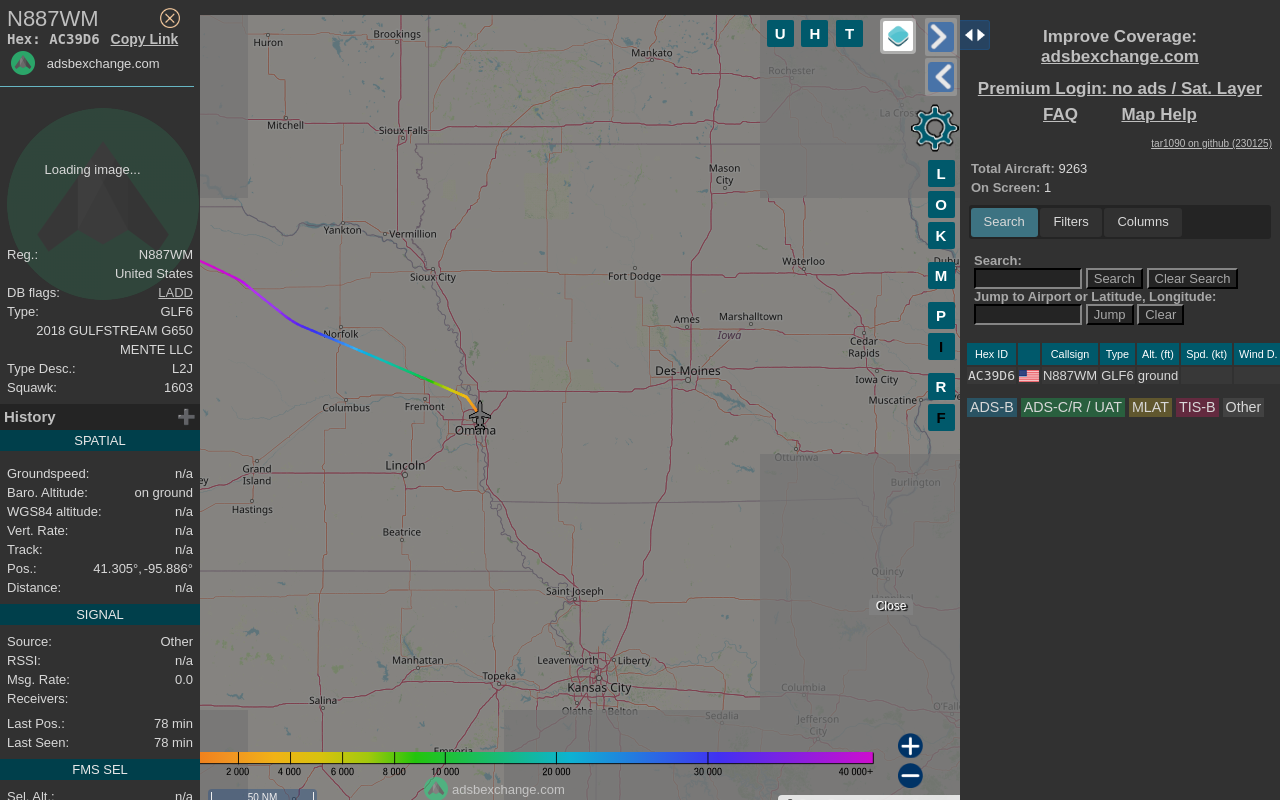 N887WM
Hex: AC39D6 Copy Link
adsbexchange.com
Loading image...
Reg.: N887WM
United States
DB flags: LADD
Type: GLF6
2018 GULFSTREAM G650
MENTE LLC
Type Desc.: L2J
Squawk: 1603
History
SPATIAL
Groundspeed: n/a
Baro. Altitude: on ground
WGS84 altitude: n/a
Vert. Rate: n/a
Track: n/a
Pos.: 41.305°, -95.886°
Distance: n/a
SIGNAL
Source: Other
RSSI: n/a
Msg. Rate: 0.0
Receivers:
Last Pos.: 78 min
Last Seen: 78 min
FMS SEL
Sel. Alt.: n/a
U H T
Huron
Brookings
Mankato
Rochester
Mitchell
Sioux Falls
La Cross
Mason
City
Yankton
Vermillion
Sioux City
Fort Dodge
Waterloo
Dubu
Norfolk
Ames
Marshalltown
Iowa
Cedar
Rapids
Des Moines
Iowa City
Columbus
Fremont
Muscatine
Omaha
Grand
Island
Lincoln
Ottumwa
Burlington
ey
Hastings
Beatrice
Quincy
Hannibal
Saint Joseph
Close
Manhattan
Leavenworth
Liberty
Topeka
Kansas City
Columbia
Salina
Olathe
Belton
Sedalia
Jefferson
City
O'Fall
Emporia
L
O
K
M
P
I
R
F
2 000 4 000 6 000 8 000 10 000 20 000 30 000 40 000+
adsbexchange.com
50 NM
Improve Coverage:
adsbexchange.com
Premium Login: no ads / Sat. Layer
FAQ Map Help
tar1090 on github (230125)
Total Aircraft: 9263
On Screen: 1
Search Filters Columns
Search:
Search Clear Search
Jump to Airport or Latitude, Longitude:
Jump Clear
Hex ID Callsign Type Alt. (ft) Spd. (kt) Wind D.
AC39D6 N887WM GLF6 ground
ADS-B ADS-C/R / UAT MLAT TIS-B Other